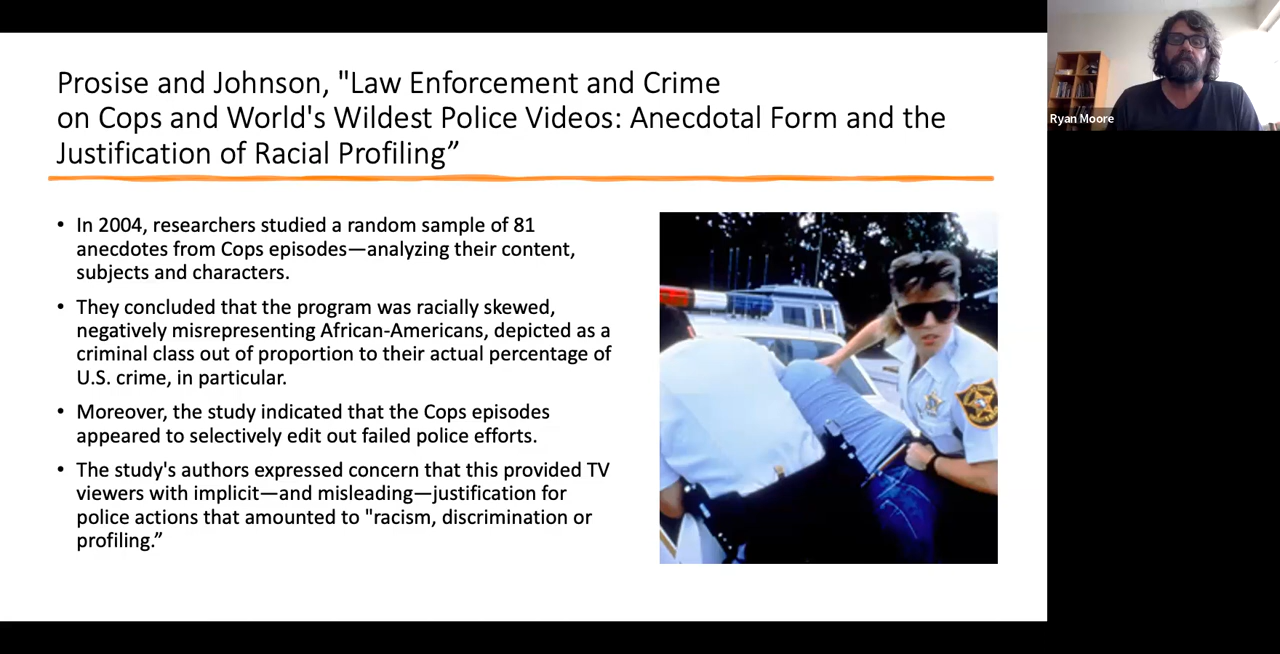 Prosise and Johnson, "Law Enforcement and Crime
on Cops and World's Wildest Police Videos: Anecdotal Form and the
Justification of Racial Profiling”
• In 2004, researchers studied a random sample of 81
anecdotes from Cops episodes—analyzing their content,
subjects and characters.
• They concluded that the program was racially skewed,
negatively misrepresenting African-Americans, depicted as a
criminal class out of proportion to their actual percentage of
U.S. crime, in particular.
• Moreover, the study indicated that the Cops episodes
appeared to selectively edit out failed police efforts.
• The study's authors expressed concern that this provided TV
viewers with implicit—and misleading—justification for
police actions that amounted to "racism, discrimination or
profiling.”
Ryan Moore